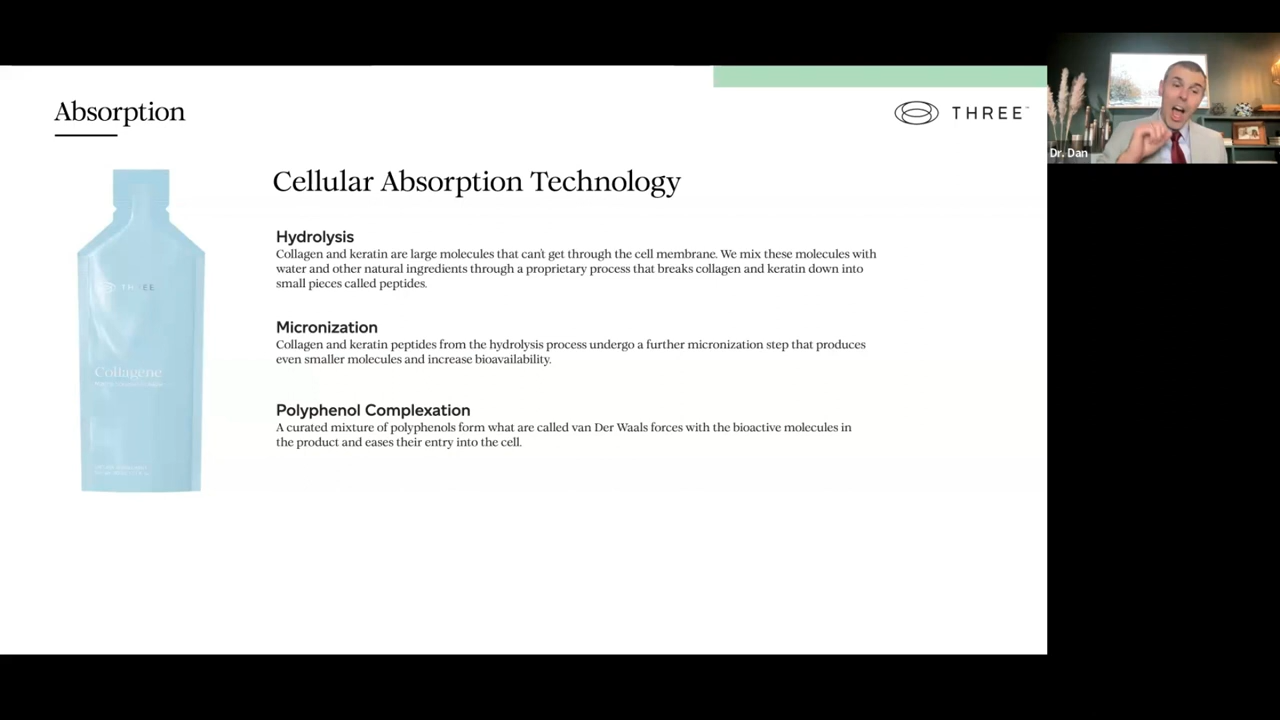 Absorption
THREE™
Dr. Dan
Cellular Absorption Technology
Hydrolysis
Collagen and keratin are large molecules that can't get through the cell membrane. We mix these molecules with
water and other natural ingredients through a proprietary process that breaks collagen and keratin down into
small pieces called peptides.
THREE
Micronization
Collagen and keratin peptides from the hydrolysis process undergo a further micronization step that produces
even smaller molecules and increase bioavailability.
Collagene
Polyphenol Complexation
A curated mixture of polyphenols form what are called van Der Waals forces with the bioactive molecules in
the product and eases their entry into the cell.